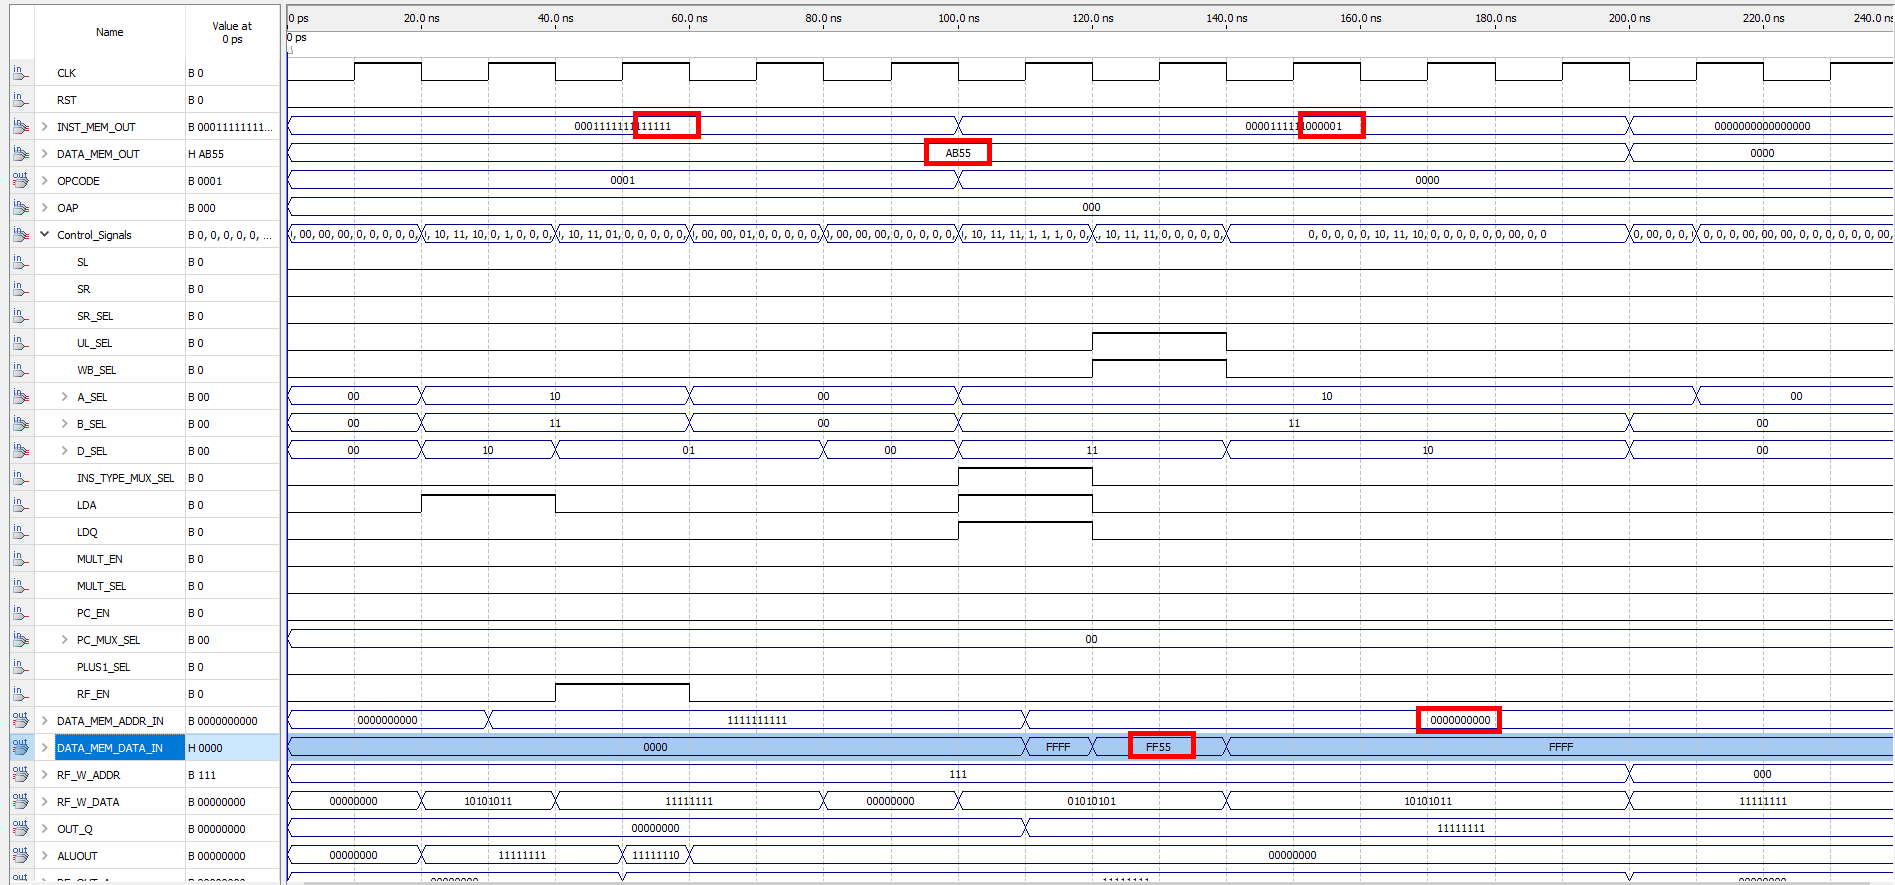 Name Value at 0 ps 0 ps 20.0 ns 40.0 ns 60.0 ns 80.0 ns 100.0 ns 120.0 ns 140.0 ns 160.0 ns 180.0 ns 200.0 ns 220.0 ns 240.0 ns
0 ps
CLK B 0
RST B 0
INST_MEM_OUT B 00011111111... 0001111111111111 0000111111000001 0000000000000000
DATA_MEM_OUT H AB55 AB55 0000
OPCODE B 0001 0001 0000
OAP B 000 000
Control_Signals B 0, 0, 0, 0, 0, ... , 00, 00, 00, 0, 0, 0, 0, 0, , 10, 11, 10, 0, 1, 0, 0, 0, , 10, 11, 01, 0, 0, 0, 0, 0, , 00, 00, 01, 0, 0, 0, 0, 0, , 00, 00, 00, 0, 0, 0, 0, 0, , 10, 11, 11, 1, 1, 1, 0, 0, , 10, 11, 11, 0, 0, 0, 0, 0, 0, 0, 0, 0, 0, 10, 11, 10, 0, 0, 0, 0, 0, 0, 00, 0, 0 0, 00, 0, 0, 0, 0, 0, 00, 00, 00, 0, 0, 0, 0, 0, 0, 00,
SL B 0
SR B 0
SR_SEL B 0
UL_SEL B 0
WB_SEL B 0
A_SEL B 00 00 10 00 10 00
B_SEL B 00 00 11 00 11 00
D_SEL B 00 00 10 01 00 11 10 00
INS_TYPE_MUX_SEL B 0
LDA B 0
LDQ B 0
MULT_EN B 0
MULT_SEL B 0
PC_EN B 0
PC_MUX_SEL B 00 00
PLUS1_SEL B 0
RF_EN B 0
DATA_MEM_ADDR_IN B 0000000000 0000000000 1111111111 0000000000
DATA_MEM_DATA_IN H 0000 0000 FFFF FF55 FFFF
RF_W_ADDR B 111 111 000
RF_W_DATA B 00000000 00000000 10101011 11111111 00000000 01010101 10101011 11111111
OUT_Q B 00000000 00000000 11111111
ALUOUT B 00000000 00000000 11111111 11111110 00000000